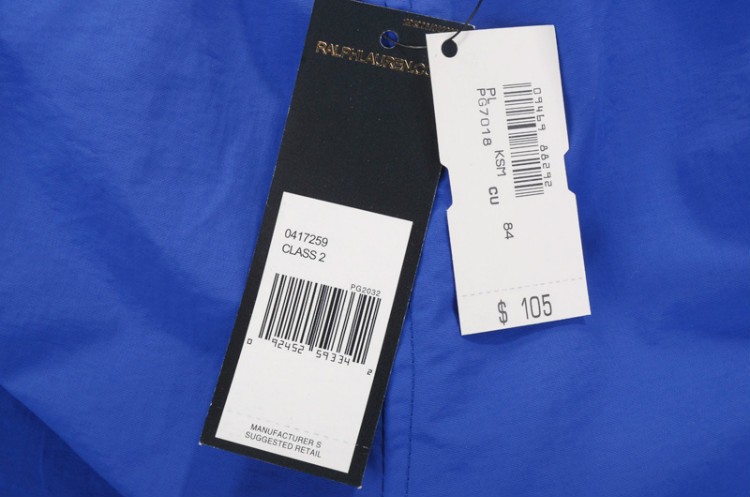 RALPHLAUREN.CO
0417259
CLASS 2
PG2032
0 92452 59334 2
MANUFACTURER S
SUGGESTED RETAIL
09469 88292
PL
PG7018 KSM
CU 84
$ 105